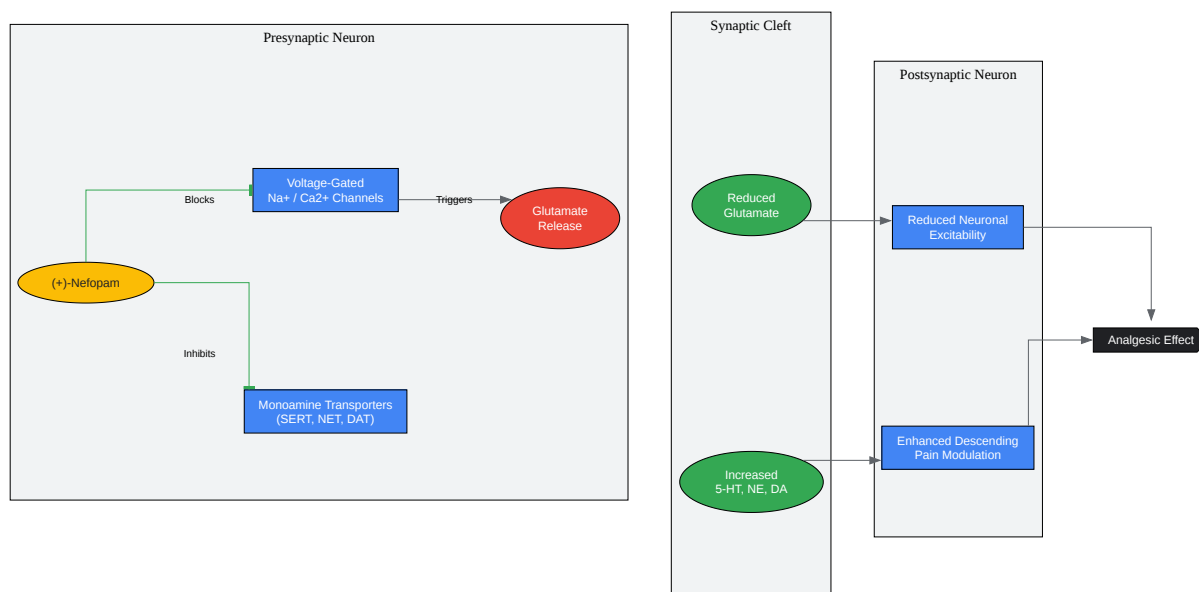 Presynaptic Neuron
Voltage-Gated
Na+ / Ca2+ Channels
Blocks
Triggers
Glutamate
Release
(+)-Nefopam
Inhibits
Monoamine Transporters
(SERT, NET, DAT)
Synaptic Cleft
Reduced
Glutamate
Increased
5-HT, NE, DA
Postsynaptic Neuron
Reduced Neuronal
Excitability
Enhanced Descending
Pain Modulation
Analgesic Effect